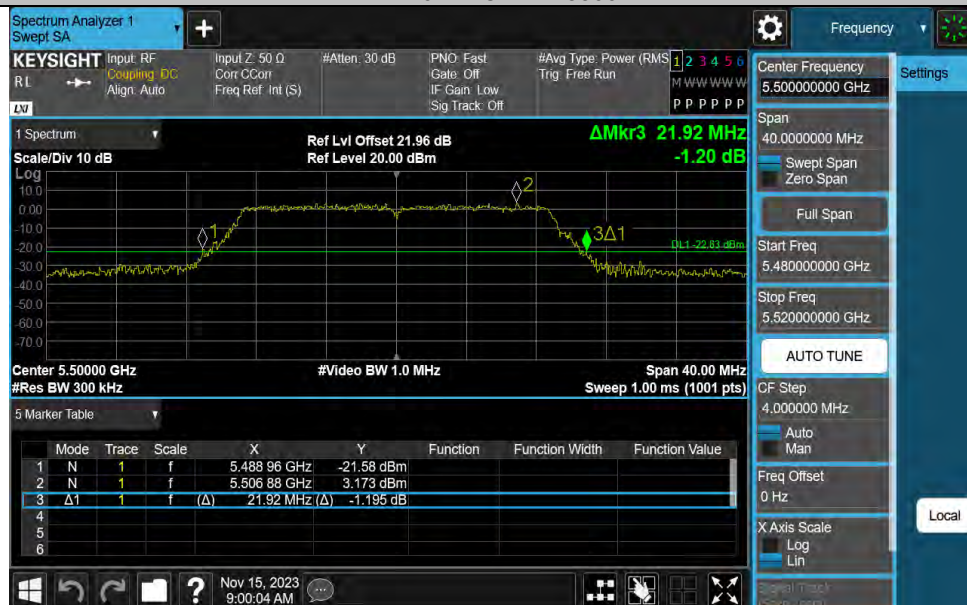 Spectrum Analyzer 1
Swept SA
Frequency
KEYSIGHT
RL
LXI
Input: RF
Coupling: DC
Align: Auto
Input Z: 50 Ω
Corr CCorr
Freq Ref: Int (S)
#Atten: 30 dB
PNO: Fast
Gate: Off
IF Gain: Low
Sig Track: Off
#Avg Type: Power (RMS
Trig: Free Run
1 2 3 4 5 6
M W W W W W
P P P P P P
1 Spectrum
Scale/Div 10 dB
Ref Lvl Offset 21.96 dB
Ref Level 20.00 dBm
ΔMkr3 21.92 MHz
-1.20 dB
Log
10.0
0.00
-10.0
-20.0
-30.0
-40.0
-50.0
-60.0
-70.0
1
2
3Δ1
DL1 -22.83 dBm
Center 5.50000 GHz
#Video BW 1.0 MHz
Span 40.00 MHz
#Res BW 300 kHz
Sweep 1.00 ms (1001 pts)
5 Marker Table
Mode Trace Scale X Y Function Function Width Function Value
1 N 1 f 5.488 96 GHz -21.58 dBm
2 N 1 f 5.506 88 GHz 3.173 dBm
3 Δ1 1 f (Δ) 21.92 MHz (Δ) -1.195 dB
4
5
6
Nov 15, 2023
9:00:04 AM
Center Frequency
5.500000000 GHz
Span
40.0000000 MHz
Swept Span
Zero Span
Full Span
Start Freq
5.480000000 GHz
Stop Freq
5.520000000 GHz
AUTO TUNE
CF Step
4.000000 MHz
Auto
Man
Freq Offset
0 Hz
X Axis Scale
Log
Lin
Signal Track
Settings
Local